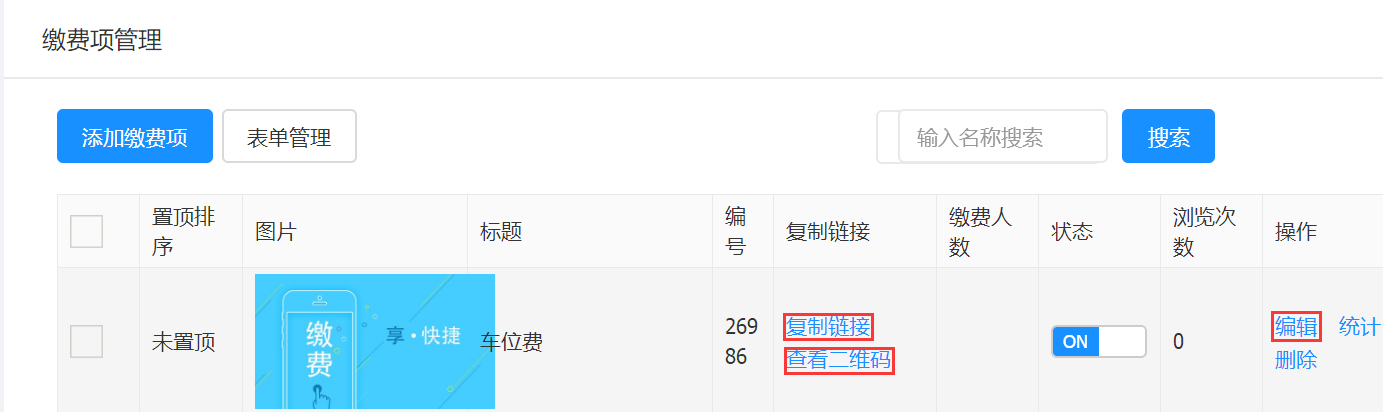 缴费项管理
添加缴费项 表单管理 输入名称搜索 搜索
置顶排序 图片 标题 编号 复制链接 缴费人数 状态 浏览次数 操作
未置顶
缴费
享·快捷
车位费
26986
复制链接
查看二维码
ON
0
编辑 统计
删除